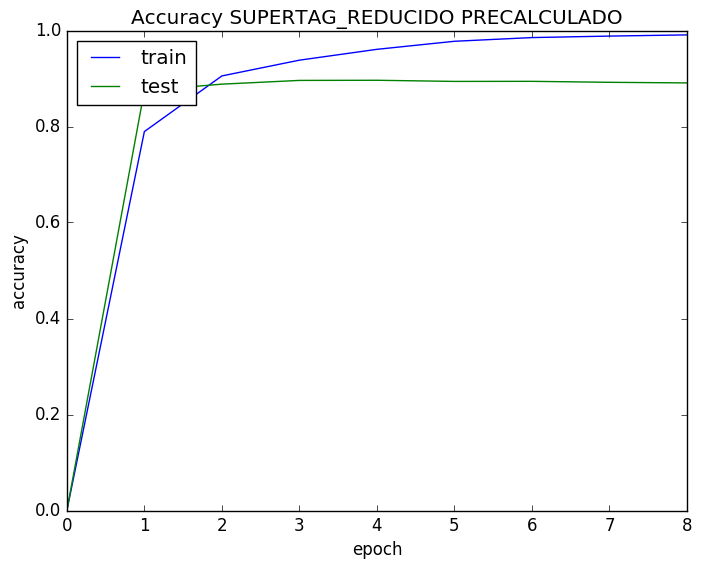 Accuracy SUPERTAG_REDUCIDO PRECALCULADO
train
test
1.0
0.8
0.6
0.4
0.2
0.0
accuracy
0 1 2 3 4 5 6 7 8
epoch